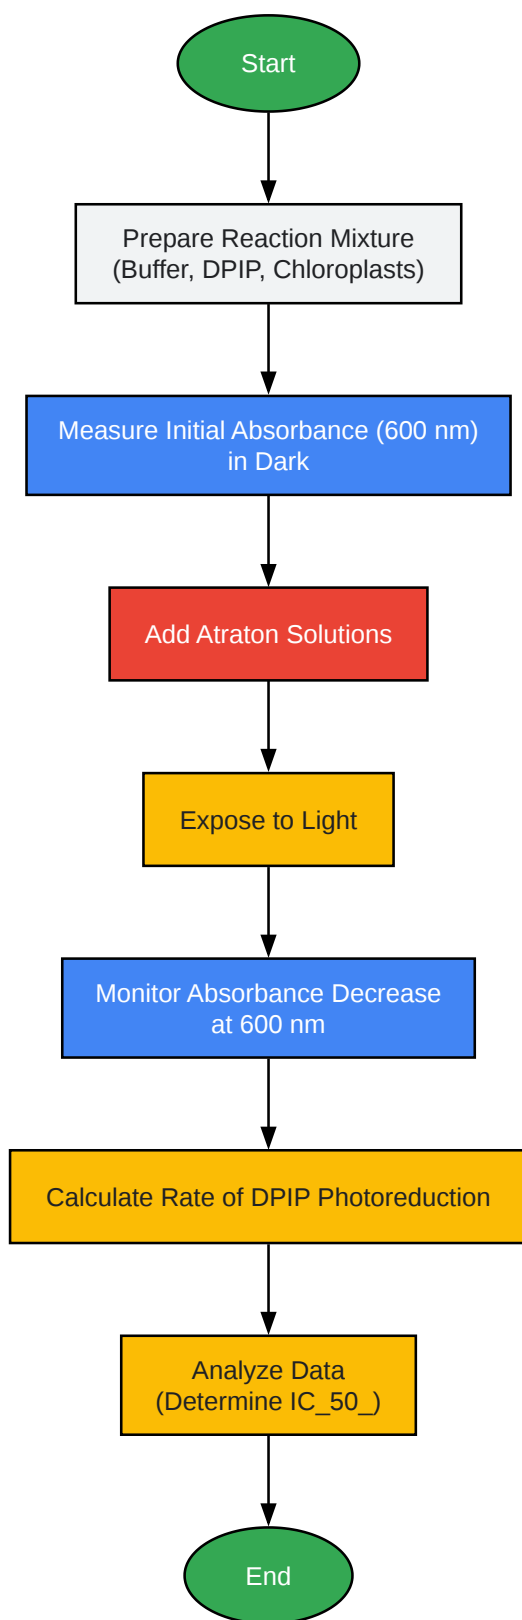 Start
Prepare Reaction Mixture
(Buffer, DPIP, Chloroplasts)
Measure Initial Absorbance (600 nm)
in Dark
Add Atraton Solutions
Expose to Light
Monitor Absorbance Decrease
at 600 nm
Calculate Rate of DPIP Photoreduction
Analyze Data
(Determine IC_50_)
End